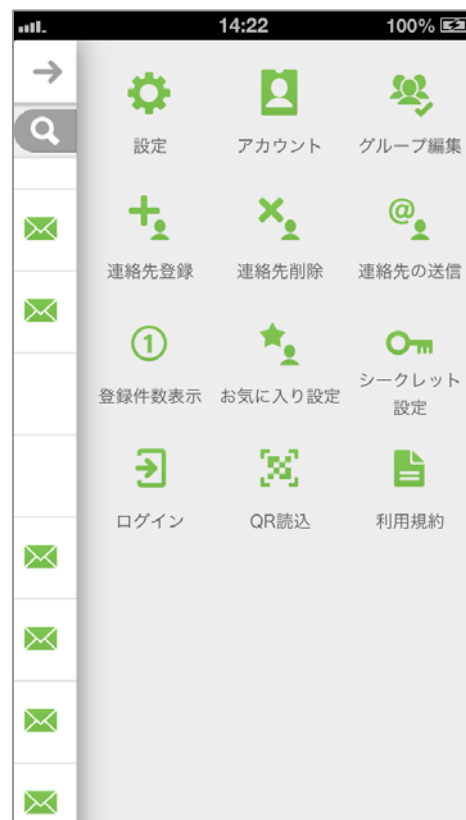 14:22 100%
設定 アカウント グループ編集
連絡先登録 連絡先削除 @ 連絡先の送信
① 登録件数表示 お気に入り設定 シークレット
設定
ログイン QR読込 利用規約